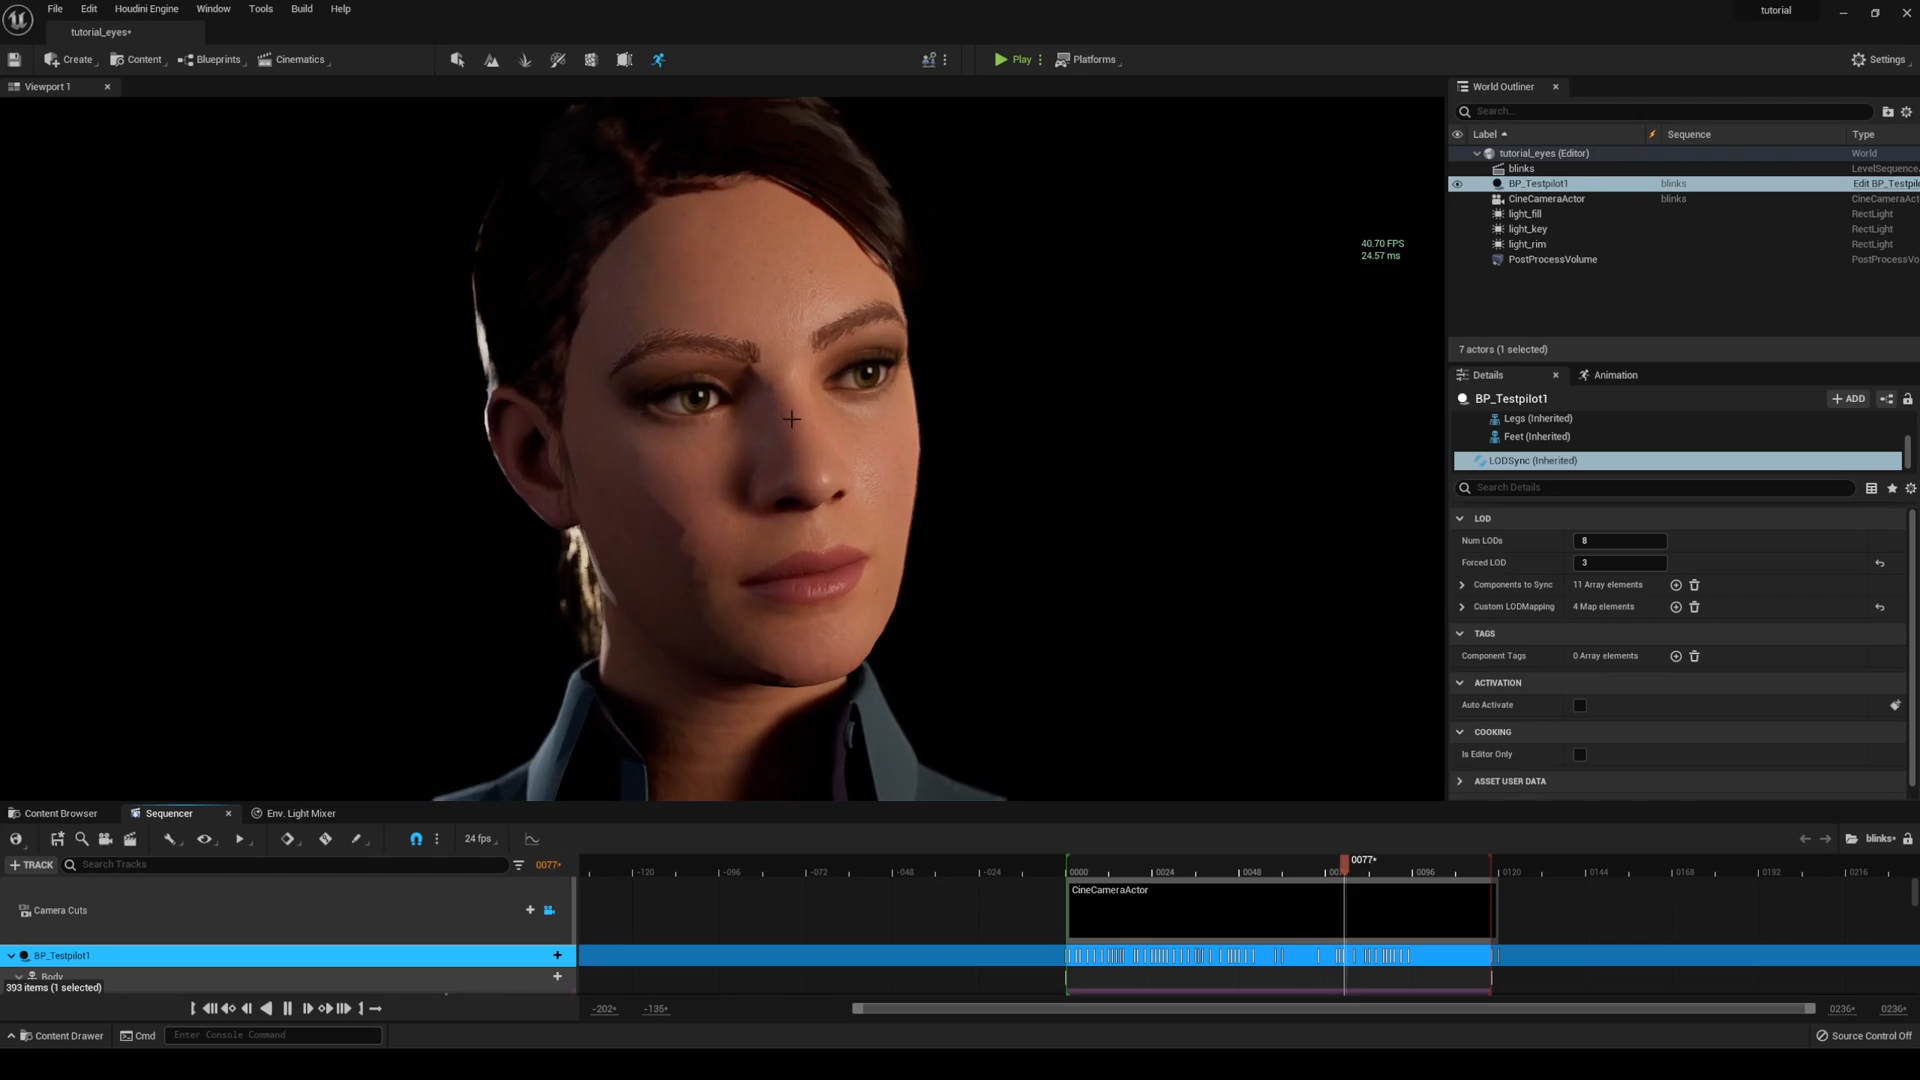 File Edit Houdini Engine Window Tools Build Help
tutorial
tutorial_eyes*
Create Content Blueprints Cinematics Play Platforms Settings
Viewport 1
World Outliner
Search...
Label Sequence Type
tutorial_eyes (Editor) World
blinks LevelSequence
BP_Testpilot1 blinks Edit BP_Testpil
CineCameraActor blinks CineCameraAct
light_fill RectLight
light_key RectLight
light_rim RectLight
PostProcessVolume PostProcessVo
40.70 FPS
24.57 ms
7 actors (1 selected)
Details Animation
BP_Testpilot1 + ADD
Legs (Inherited)
Feet (Inherited)
LODSync (Inherited)
Search Details
LOD
Num LODs 8
Forced LOD 3
Components to Sync 11 Array elements
Custom LODMapping 4 Map elements
TAGS
Component Tags 0 Array elements
ACTIVATION
Auto Activate
COOKING
Is Editor Only
ASSET USER DATA
Content Browser Sequencer Env. Light Mixer
24 fps blinks*
+ TRACK Search Tracks 0077*
0077*
-120 -096 -072 -048 -024 0000 0024 0048 007 0096 0120 0144 0168 0192 0216
CineCameraActor
Camera Cuts
BP_Testpilot1
Body
393 items (1 selected)
-202* -135* 0236* 0236*
Content Drawer Cmd Enter Console Command Source Control Off